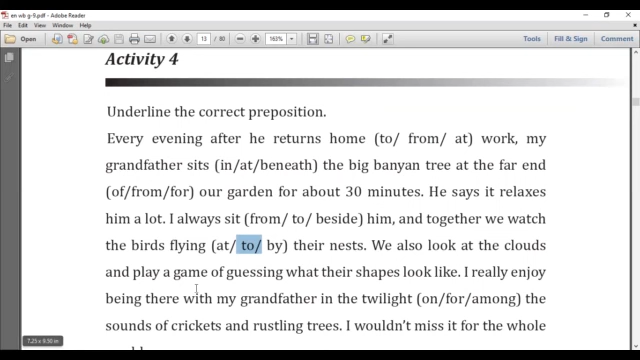 en wb g-9.pdf - Adobe Reader
File Edit View Window Help
Open 13 / 80 163% Tools Fill & Sign Comment
Activity 4
Underline the correct preposition.
Every evening after he returns home (to/ from/ at) work, my
grandfather sits (in/at/beneath) the big banyan tree at the far end
(of/from/for) our garden for about 30 minutes. He says it relaxes
him a lot. I always sit (from/ to/ beside) him, and together we watch
the birds flying (at/ to/ by) their nests. We also look at the clouds
and play a game of guessing what their shapes look like. I really enjoy
being there with my grandfather in the twilight (on/for/among) the
sounds of crickets and rustling trees. I wouldn't miss it for the whole
7.25 x 9.50 in